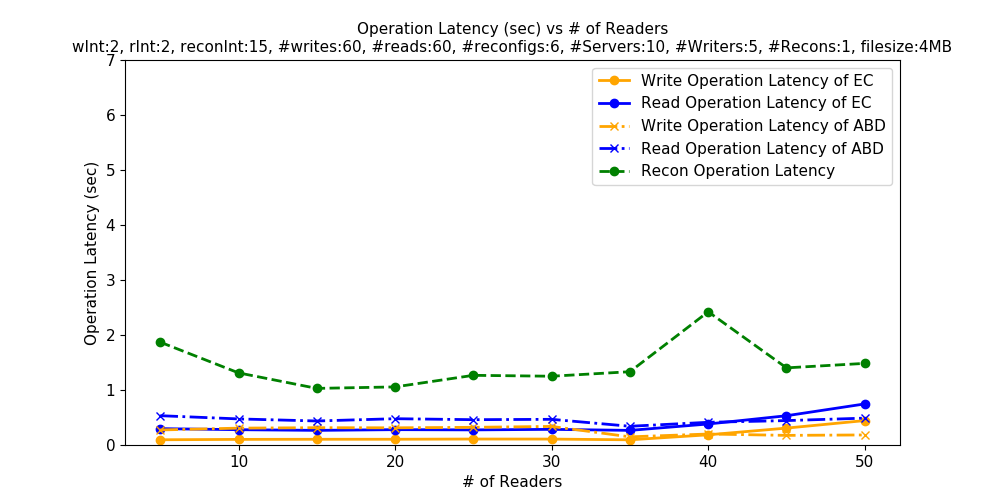 Operation Latency (sec) vs # of Readers
wInt:2, rInt:2, reconInt:15, #writes:60, #reads:60, #reconfigs:6, #Servers:10, #Writers:5, #Recons:1, filesize:4MB
Write Operation Latency of EC
Read Operation Latency of EC
Write Operation Latency of ABD
Read Operation Latency of ABD
Recon Operation Latency
Operation Latency (sec)
7
6
5
4
3
2
1
0
10
20
30
40
50
# of Readers